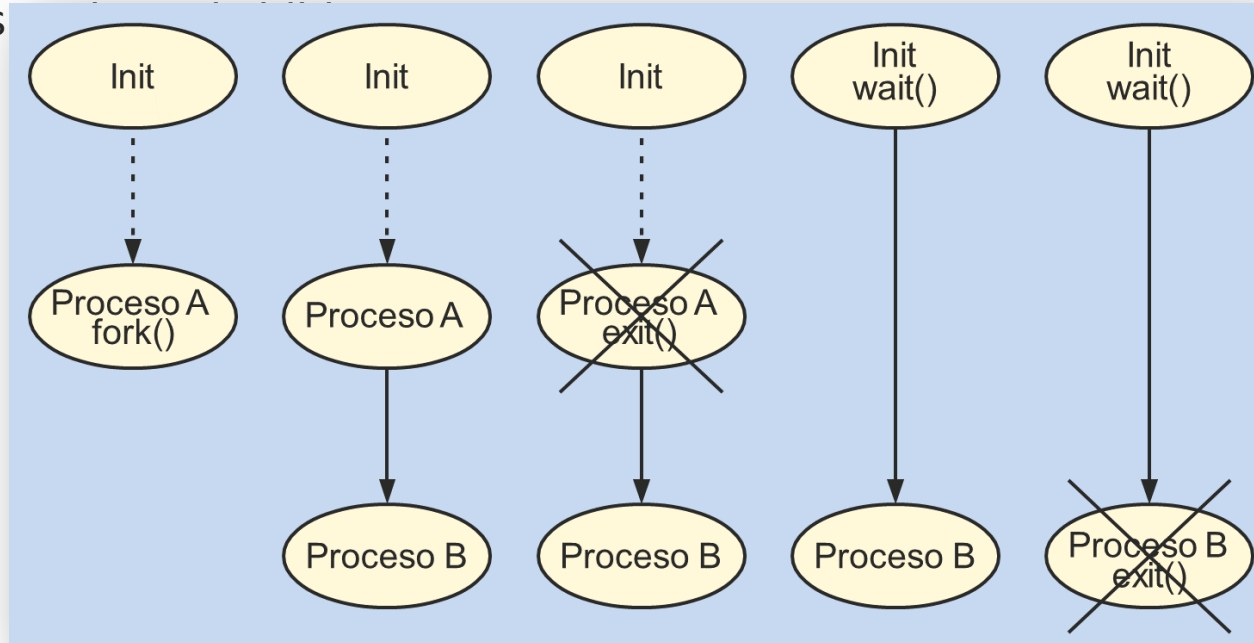 s
Init
Init
Init
Init
wait()
Init
wait()
Proceso A
fork()
Proceso A
Proceso A
exit()
Proceso B
Proceso B
Proceso B
Proceso B
exit()